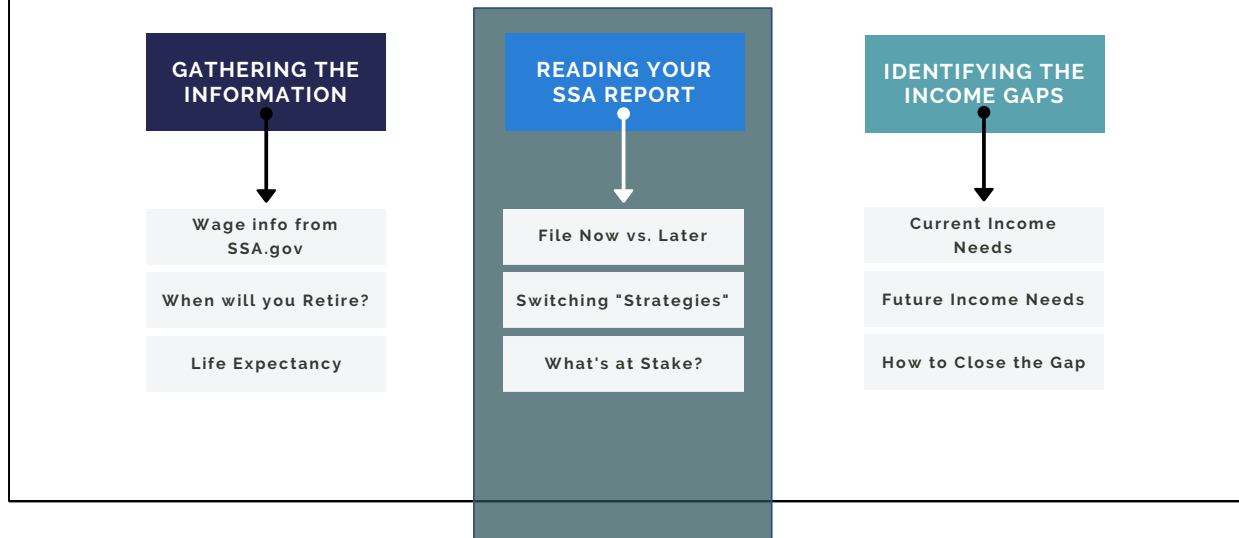 GATHERING THE
INFORMATION
Wage info from
SSA.gov
When will you Retire?
Life Expectancy
READING YOUR
SSA REPORT
File Now vs. Later
Switching "Strategies"
What's at Stake?
IDENTIFYING THE
INCOME GAPS
Current Income
Needs
Future Income Needs
How to Close the Gap